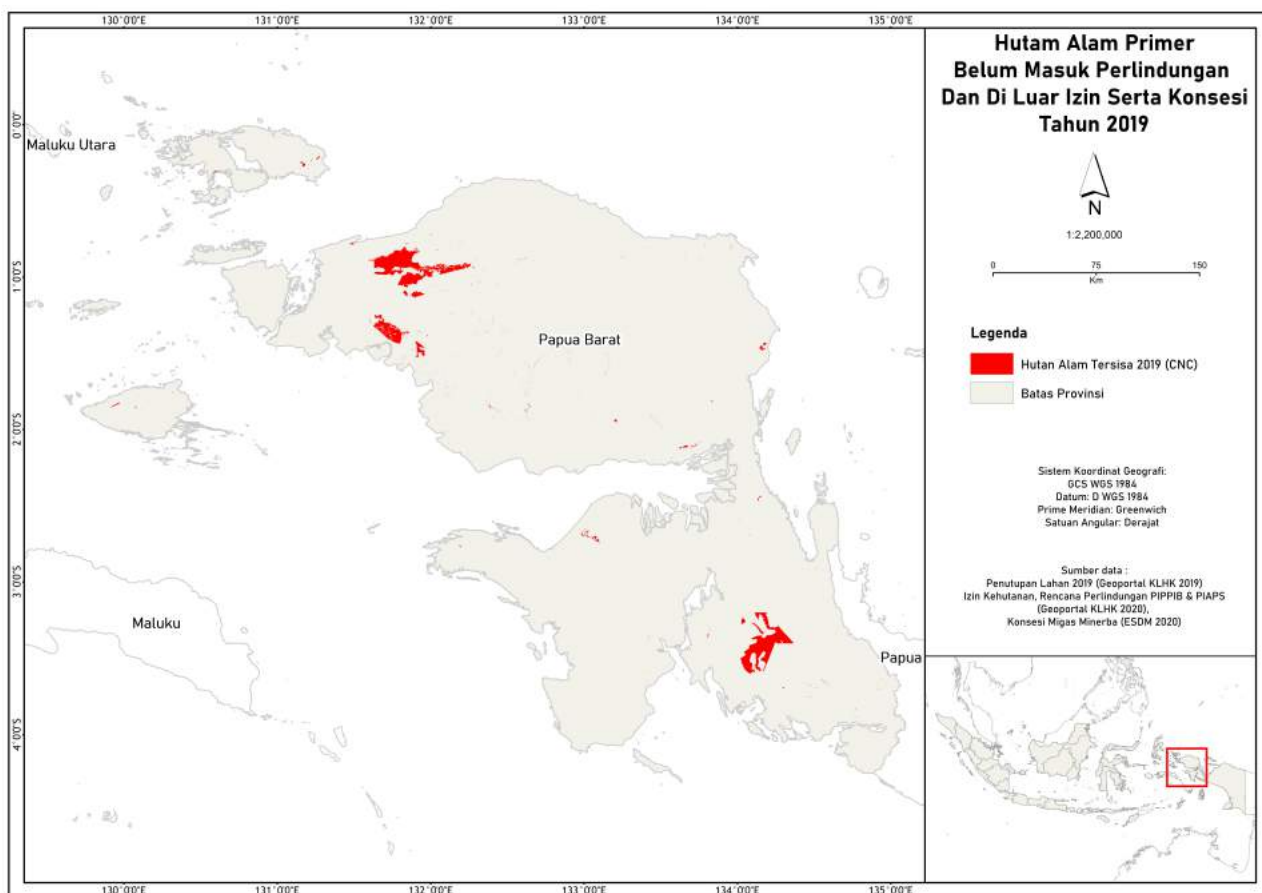 130°0'0"E 131°0'0"E 132°0'0"E 133°0'0"E 134°0'0"E 135°0'0"E
0°0'0"
1°0'0"S
2°0'0"S
3°0'0"S
4°0'0"S
Maluku Utara
Papua Barat
Maluku
Papua
130°0'0"E 131°0'0"E 132°0'0"E 133°0'0"E 134°0'0"E 135°0'0"E
Hutam Alam Primer
Belum Masuk Perlindungan
Dan Di Luar Izin Serta Konsesi
Tahun 2019
N
1:2,200,000
0 75 150
Km
Legenda
Hutan Alam Tersisa 2019 (CNC)
Batas Provinsi
Sistem Koordinat Geografi:
GCS WGS 1984
Datum: D WGS 1984
Prime Meridian: Greenwich
Satuan Angular: Derajat
Sumber data :
Penutupan Lahan 2019 (Geoportal KLHK 2019)
Izin Kehutanan, Rencana Perlindungan PIPPIB & PIAPS
(Geoportal KLHK 2020),
Konsesi Migas Minerba (ESDM 2020)